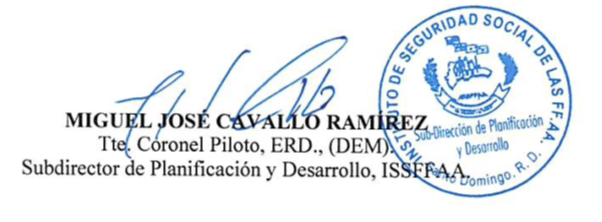 MIGUEL JOSÉ CAVALLO RAMÍREZ
Tte. Coronel Piloto, ERD., (DEM).
Subdirector de Planificación y Desarrollo, ISSFFAA.
INSTITUTO DE SEGURIDAD SOCIAL DE LAS FF.AA.
ISSFFAA
Sub-Dirección de Planificación
y Desarrollo
Santo Domingo, R. D.